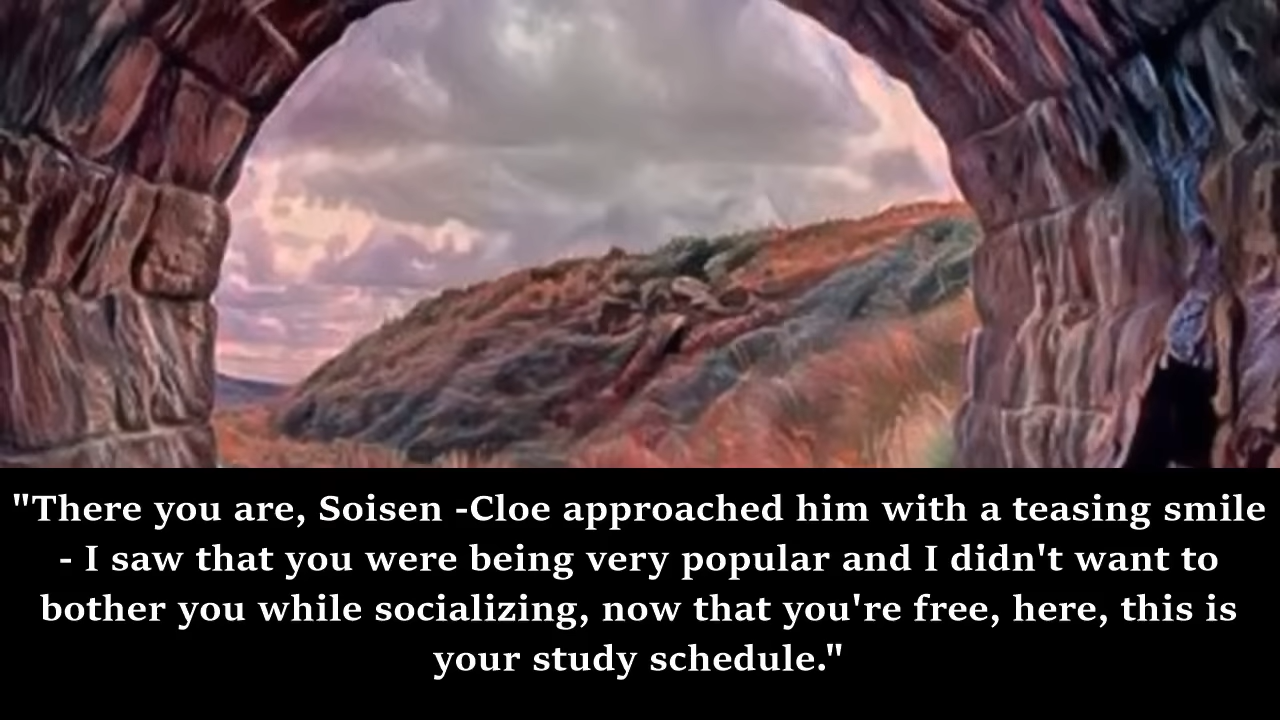 "There you are, Soisen -Cloe approached him with a teasing smile
- I saw that you were being very popular and I didn't want to
bother you while socializing, now that you're free, here, this is
your study schedule."